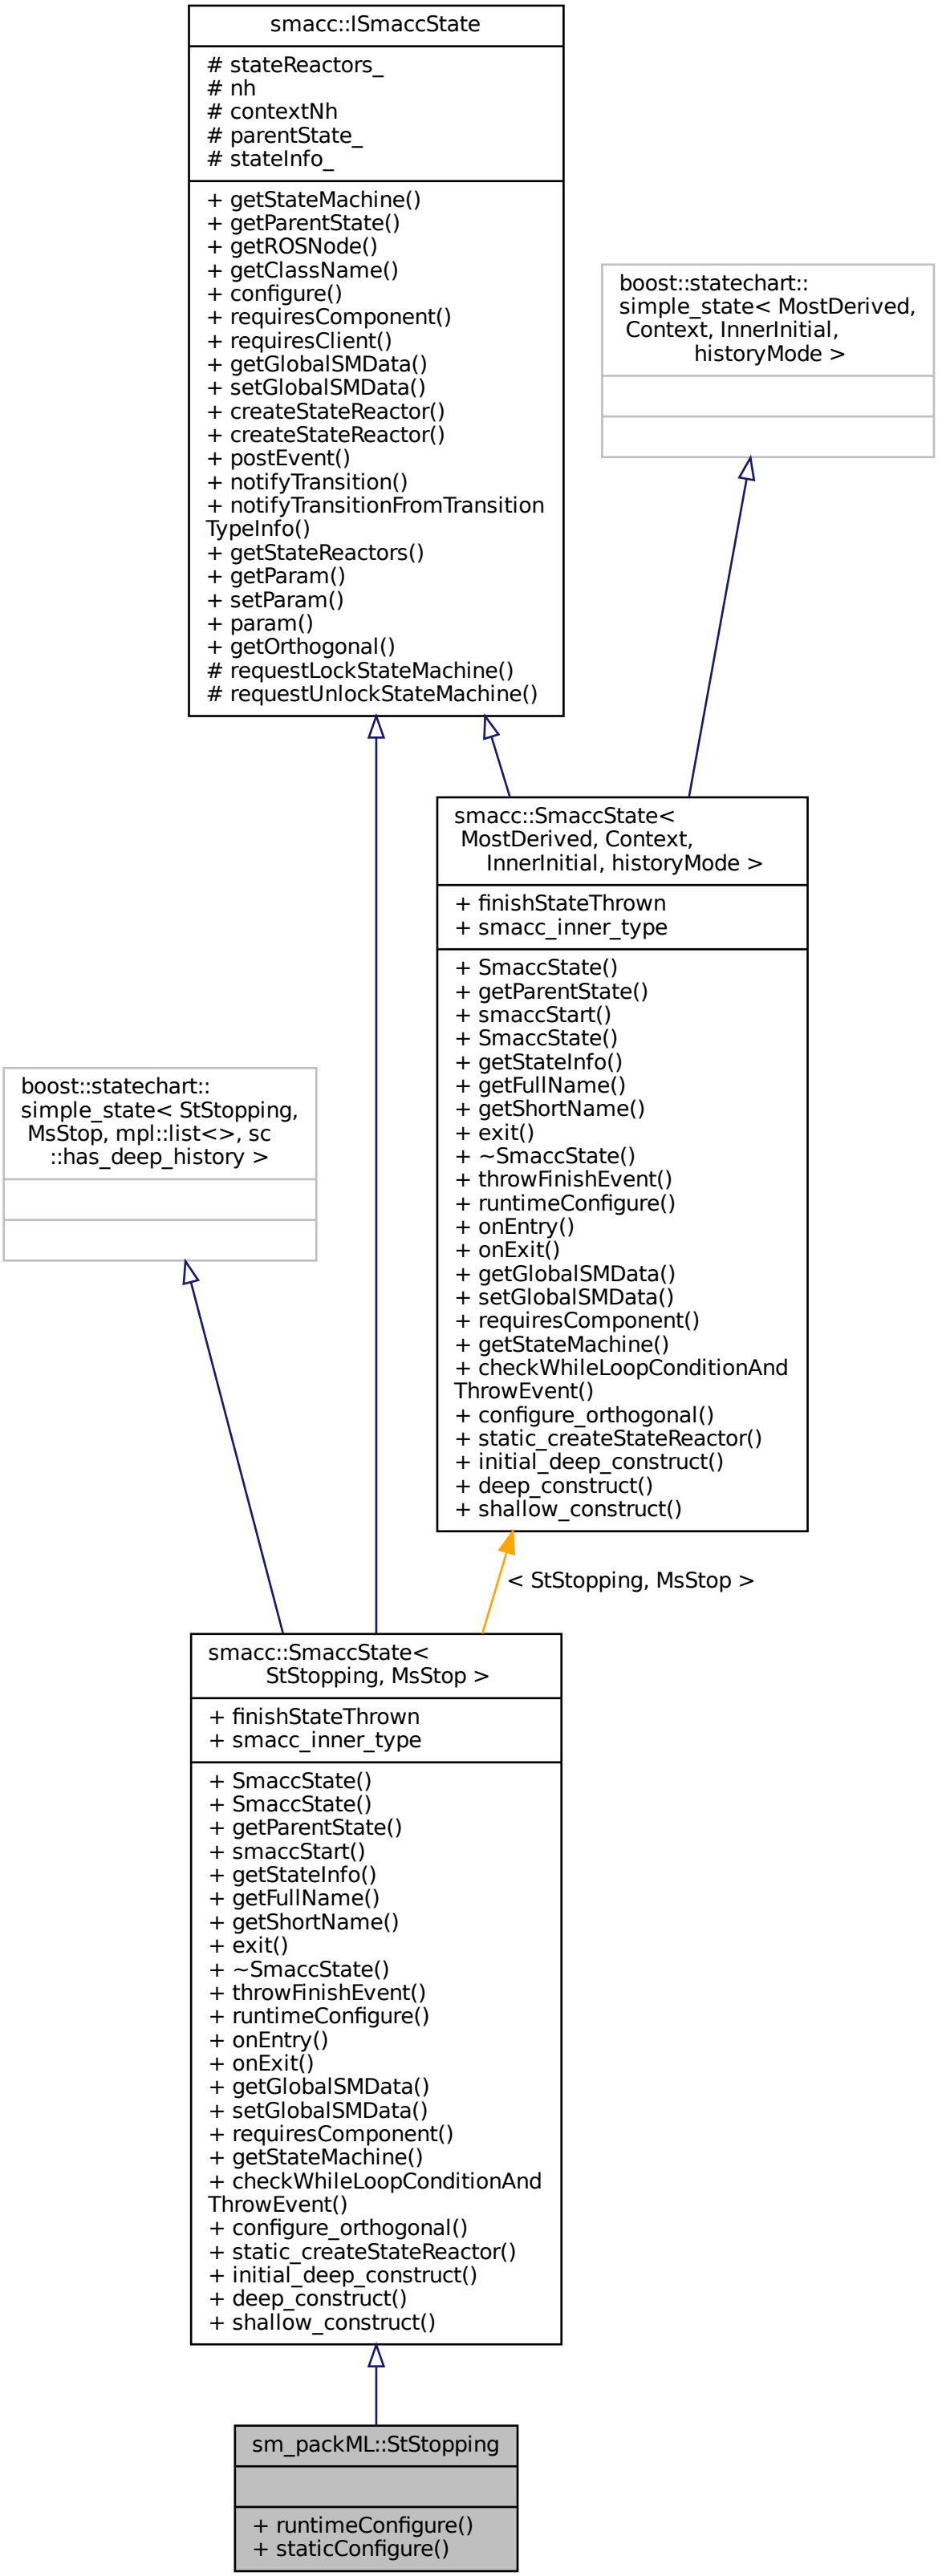 smacc::ISmaccState
# stateReactors_
# nh
# contextNh
# parentState_
# stateInfo_
+ getStateMachine()
+ getParentState()
+ getROSNode()
+ getClassName()
+ configure()
+ requiresComponent()
+ requiresClient()
+ getGlobalSMData()
+ setGlobalSMData()
+ createStateReactor()
+ createStateReactor()
+ postEvent()
+ notifyTransition()
+ notifyTransitionFromTransition
TypeInfo()
+ getStateReactors()
+ getParam()
+ setParam()
+ param()
+ getOrthogonal()
# requestLockStateMachine()
# requestUnlockStateMachine()
boost::statechart::
simple_state< MostDerived,
Context, InnerInitial,
historyMode >
smacc::SmaccState<
MostDerived, Context,
InnerInitial, historyMode >
+ finishStateThrown
+ smacc_inner_type
+ SmaccState()
+ getParentState()
+ smaccStart()
+ SmaccState()
+ getStateInfo()
+ getFullName()
+ getShortName()
+ exit()
+ ~SmaccState()
+ throwFinishEvent()
+ runtimeConfigure()
+ onEntry()
+ onExit()
+ getGlobalSMData()
+ setGlobalSMData()
+ requiresComponent()
+ getStateMachine()
+ checkWhileLoopConditionAnd
ThrowEvent()
+ configure_orthogonal()
+ static_createStateReactor()
+ initial_deep_construct()
+ deep_construct()
+ shallow_construct()
boost::statechart::
simple_state< StStopping,
MsStop, mpl::list<>, sc
::has_deep_history >
< StStopping, MsStop >
smacc::SmaccState<
StStopping, MsStop >
+ finishStateThrown
+ smacc_inner_type
+ SmaccState()
+ SmaccState()
+ getParentState()
+ smaccStart()
+ getStateInfo()
+ getFullName()
+ getShortName()
+ exit()
+ ~SmaccState()
+ throwFinishEvent()
+ runtimeConfigure()
+ onEntry()
+ onExit()
+ getGlobalSMData()
+ setGlobalSMData()
+ requiresComponent()
+ getStateMachine()
+ checkWhileLoopConditionAnd
ThrowEvent()
+ configure_orthogonal()
+ static_createStateReactor()
+ initial_deep_construct()
+ deep_construct()
+ shallow_construct()
sm_packML::StStopping
+ runtimeConfigure()
+ staticConfigure()